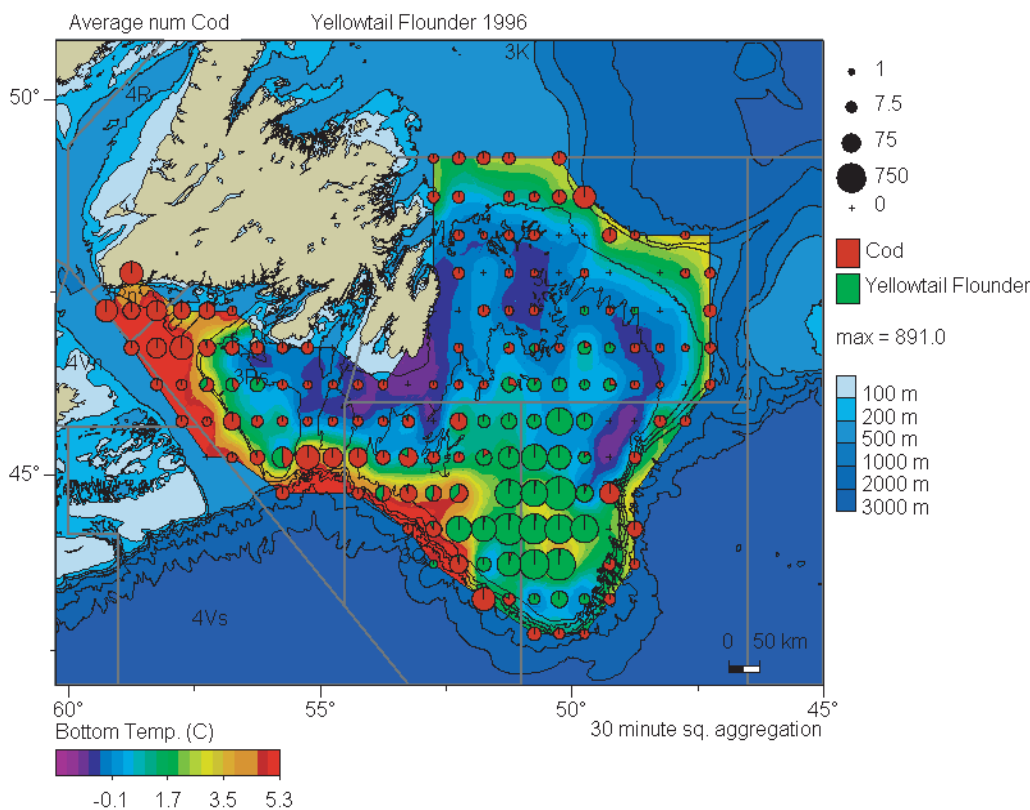 Average num Cod Yellowtail Flounder 1996
3K
50°
4R
1
7.5
75
750
0
Cod
Yellowtail Flounder
max = 891.0
100 m
200 m
500 m
1000 m
2000 m
3000 m
45°
4Vs
0 50 km
60° 55° 50° 45°
Bottom Temp. (C)
30 minute sq. aggregation
-0.1 1.7 3.5 5.3